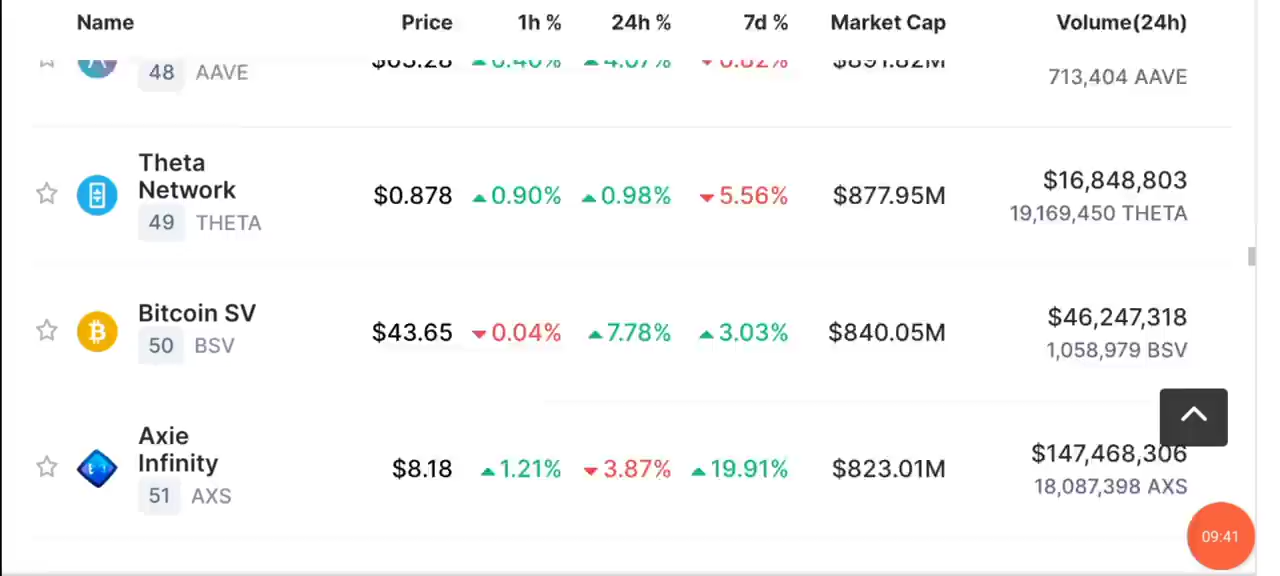 Name Price 1h % 24h % 7d % Market Cap Volume(24h)
48 AAVE 713,404 AAVE
Theta
Network
$0.878 0.90% 0.98% 5.56% $877.95M $16,848,803
49 THETA 19,169,450 THETA
Bitcoin SV
$43.65 0.04% 7.78% 3.03% $840.05M $46,247,318
50 BSV 1,058,979 BSV
Axie
Infinity
$8.18 1.21% 3.87% 19.91% $823.01M $147,468,306
51 AXS 18,087,398 AXS
09:41